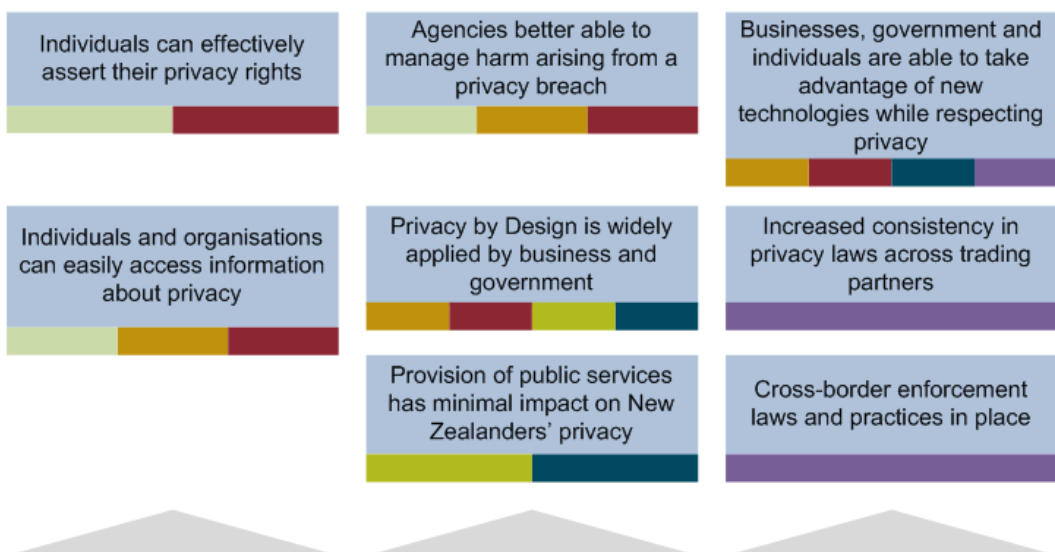 Individuals can effectively
assert their privacy rights
Agencies better able to
manage harm arising from a
privacy breach
Businesses, government and
individuals are able to take
advantage of new
technologies while respecting
privacy
Individuals and organisations
can easily access information
about privacy
Privacy by Design is widely
applied by business and
government
Increased consistency in
privacy laws across trading
partners
Provision of public services
has minimal impact on New
Zealanders’ privacy
Cross-border enforcement
laws and practices in place